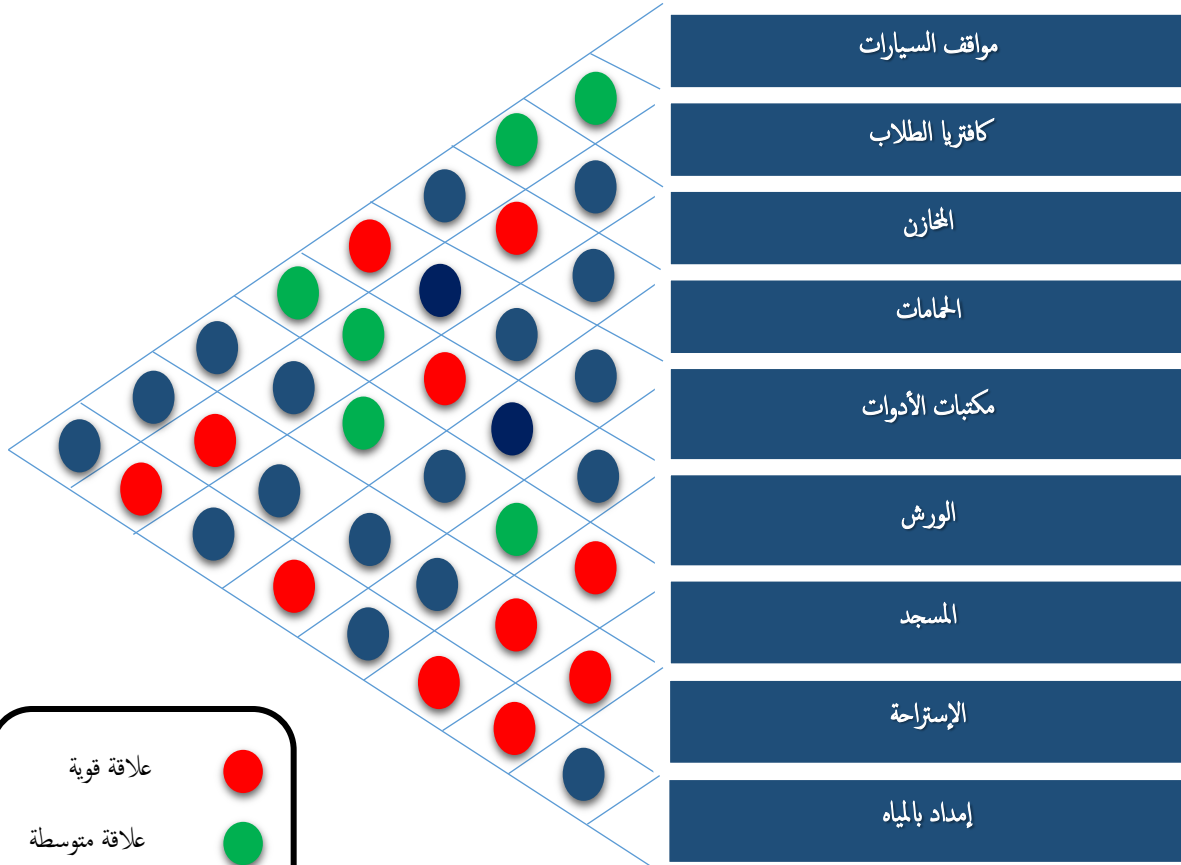 مواقف السيارات
كافتريا الطلاب
المخازن
الحمامات
مكتبات الأدوات
الورش
المسجد
الإستراحة
إمداد بالمياه
علاقة قوية
علاقة متوسطة